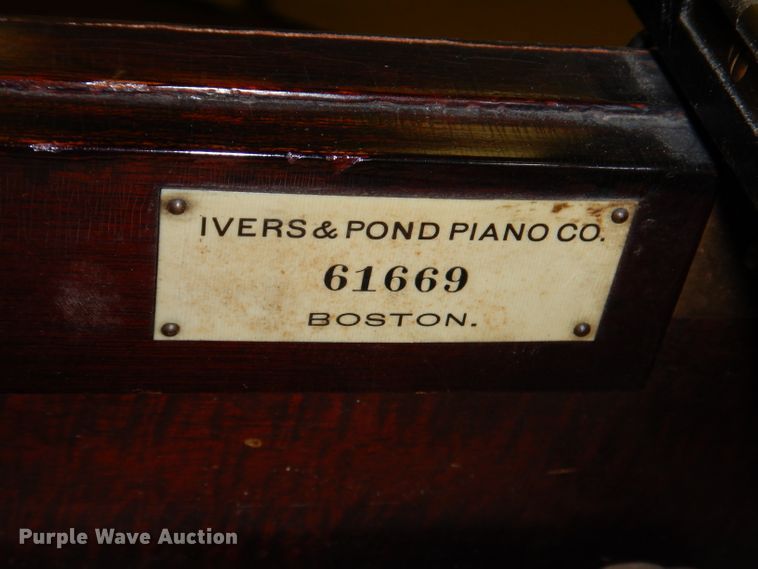 IVERS & POND PIANO CO.
61669
BOSTON.
Purple Wave Auction